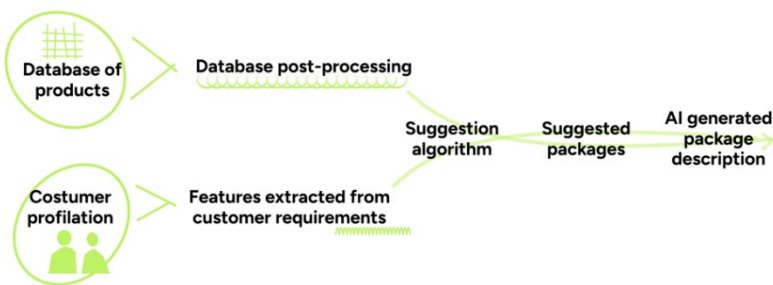 Database of
products
Database post-processing
Costumer
profilation
Features extracted from
customer requirements
Suggestion
algorithm
Suggested
packages
AI generated
package
description